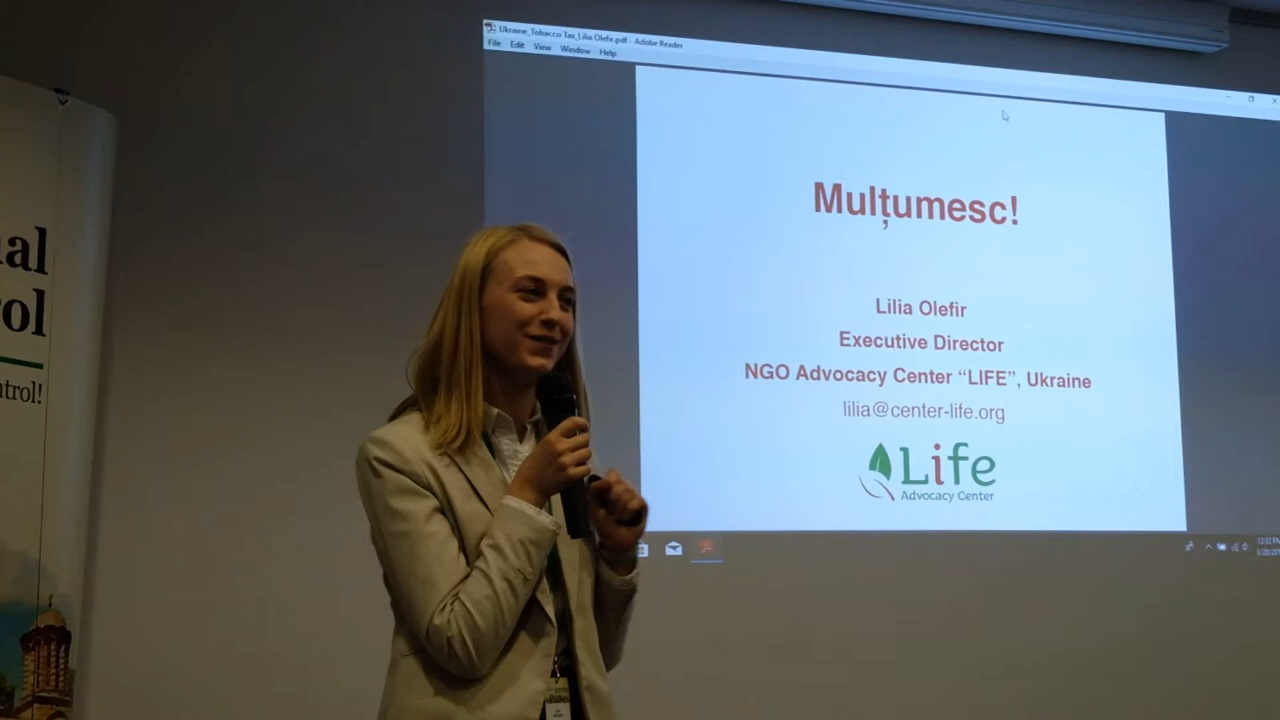 Ukraine_Tobacco Tax_Lilia Olefir.pdf - Adobe Reader
File Edit View Window Help
Mulțumesc!
Lilia Olefir
Executive Director
NGO Advocacy Center “LIFE”, Ukraine
lilia@center-life.org
Life
Advocacy Center
al
ol
ntrol!